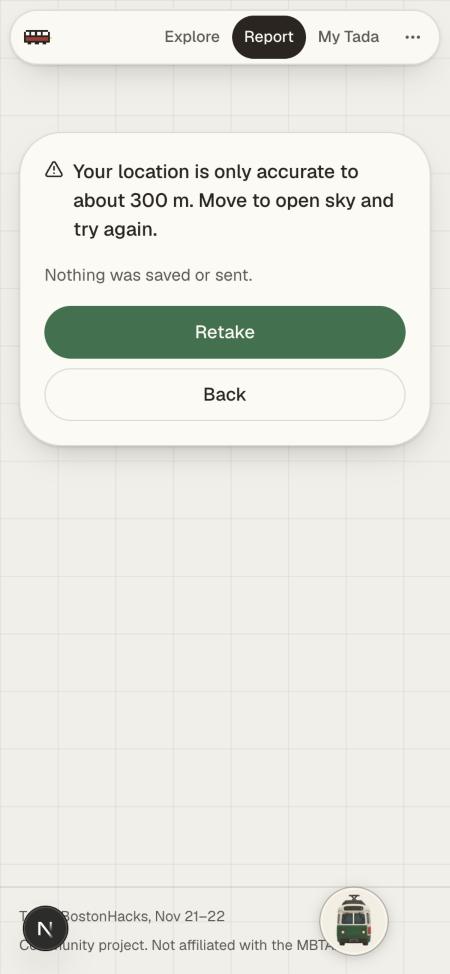 Explore Report My Tada
Your location is only accurate to
about 300 m. Move to open sky and
try again.
Nothing was saved or sent.
Retake
Back
N
BostonHacks, Nov 21–22
project. Not affiliated with the MBTA